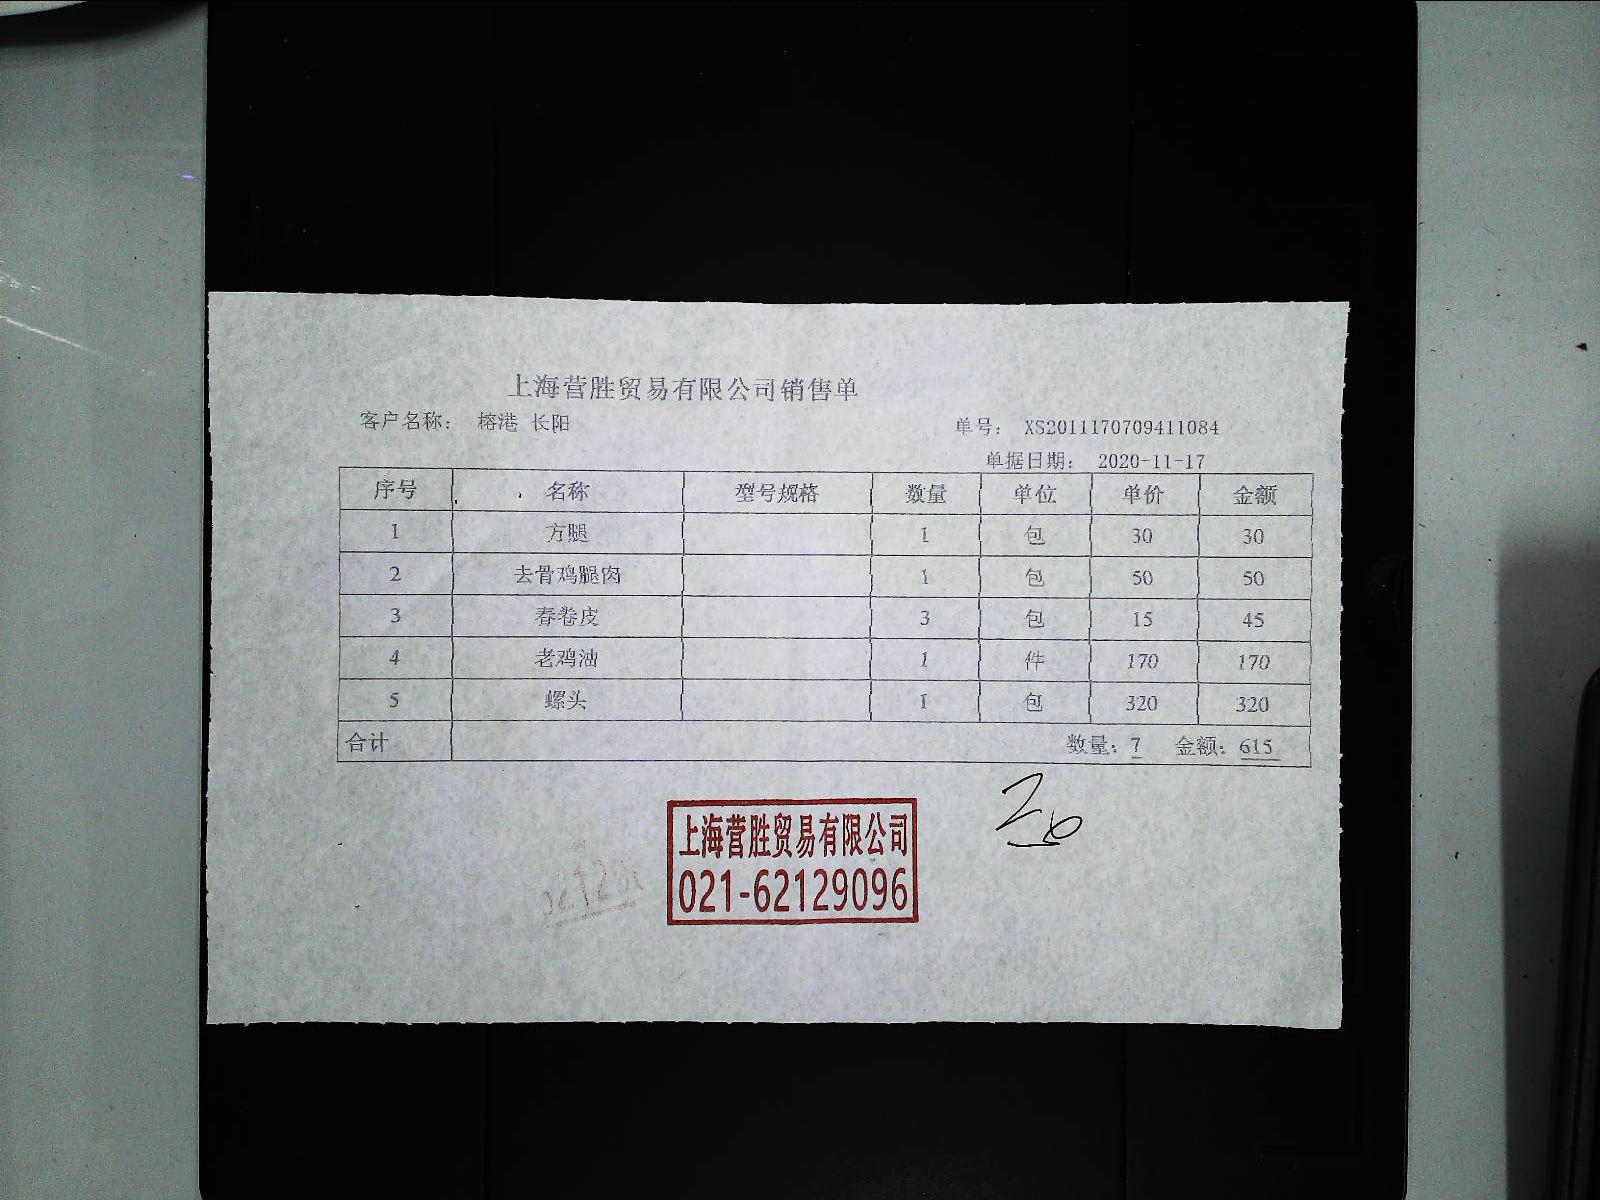 上海营胜贸易有限公司销售单
客户名称： 榕港 长阳 单号： XS2011170709411084
单据日期： 2020-11-17
序号 名称 型号规格 数量 单位 单价 金额
1 方腿 1 包 30 30
2 去骨鸡腿肉 1 包 50 50
3 春卷皮 3 包 15 45
4 老鸡油 1 件 170 170
5 螺头 1 包 320 320
合计 数量：7 金额：615
上海营胜贸易有限公司
021-62129096